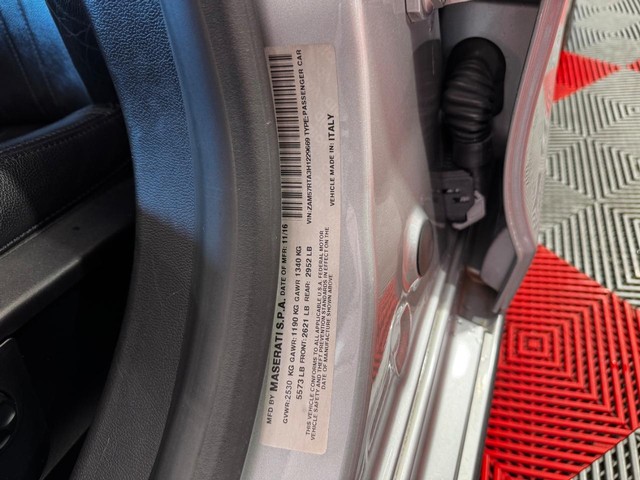 MFD BY MASERATI S.P.A. DATE OF MFR: 11/16
GVWR:2530 KG GAWR:1190 KG GAWR 1340 KG
5573 LB FRONT:2621 LB REAR: 2952 LB
THIS VEHICLE CONFORMS TO ALL APPLICABLE U.S.A. FEDERAL MOTOR
VEHICLE SAFETY AND THEFT PREVENTION STANDARDS IN EFFECT ON THE
DATE OF MANUFACTURE SHOWN ABOVE.
VIN:ZAM57RTA3H1229669 TYPE:PASSENGER CAR
VEHICLE MADE IN: ITALY